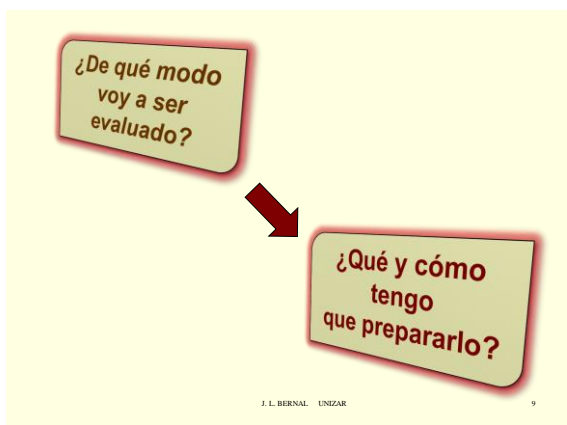 ¿De qué modo
voy a ser
evaluado?
¿Qué y cómo
tengo
que prepararlo?
J. L. BERNAL UNIZAR 9